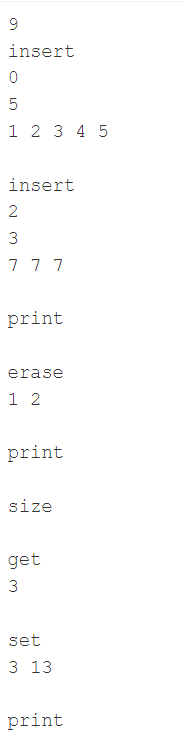 9
insert
0
5
1 2 3 4 5
insert
2
3
7 7 7
print
erase
1 2
print
size
get
3
set
3 13
print